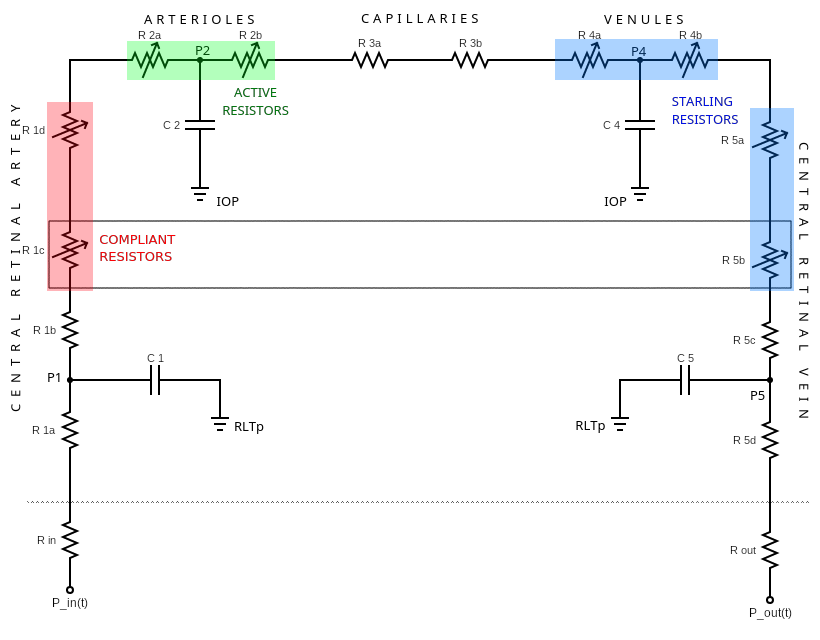 ARTERIOLES
CAPILLARIES
VENULES
R 2a
P2
R 2b
R 3a
R 3b
R 4a
P4
R 4b
ACTIVE
RESISTORS
STARLING
RESISTORS
C 2
C 4
R 1d
R 5a
IOP
IOP
CENTRAL RETINAL ARTERY
CENTRAL RETINAL VEIN
COMPLIANT
RESISTORS
R 1c
R 5b
R 1b
R 5c
C 1
C 5
P1
P5
RLTp
RLTp
R 1a
R 5d
R in
R out
P_in(t)
P_out(t)